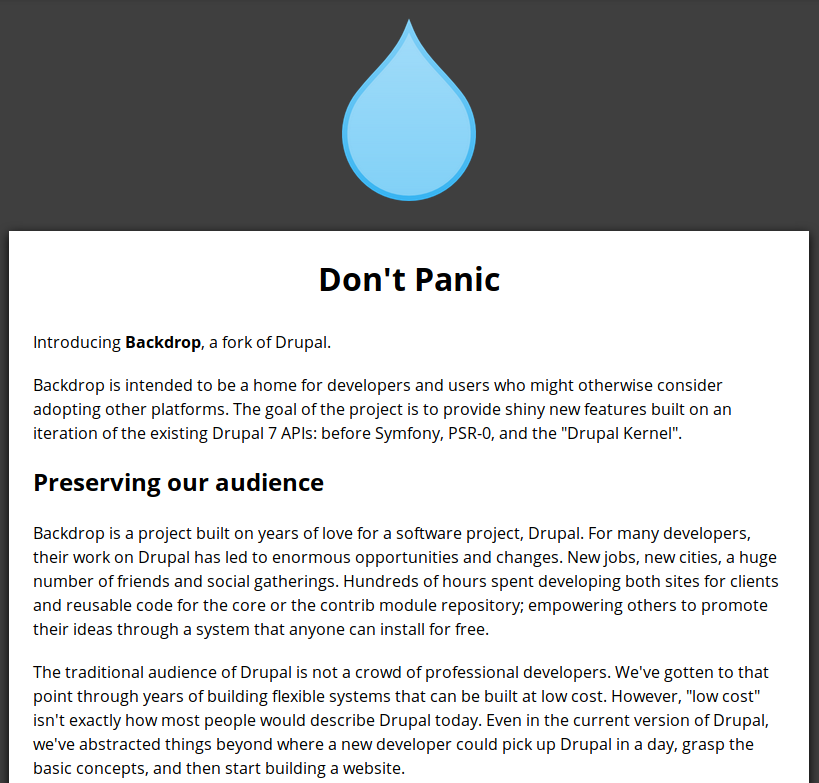 Don't Panic
Introducing Backdrop, a fork of Drupal.
Backdrop is intended to be a home for developers and users who might otherwise consider
adopting other platforms. The goal of the project is to provide shiny new features built on an
iteration of the existing Drupal 7 APIs: before Symfony, PSR-0, and the "Drupal Kernel".
Preserving our audience
Backdrop is a project built on years of love for a software project, Drupal. For many developers,
their work on Drupal has led to enormous opportunities and changes. New jobs, new cities, a huge
number of friends and social gatherings. Hundreds of hours spent developing both sites for clients
and reusable code for the core or the contrib module repository; empowering others to promote
their ideas through a system that anyone can install for free.
The traditional audience of Drupal is not a crowd of professional developers. We've gotten to that
point through years of building flexible systems that can be built at low cost. However, "low cost"
isn't exactly how most people would describe Drupal today. Even in the current version of Drupal,
we've abstracted things beyond where a new developer could pick up Drupal in a day, grasp the
basic concepts, and then start building a website.